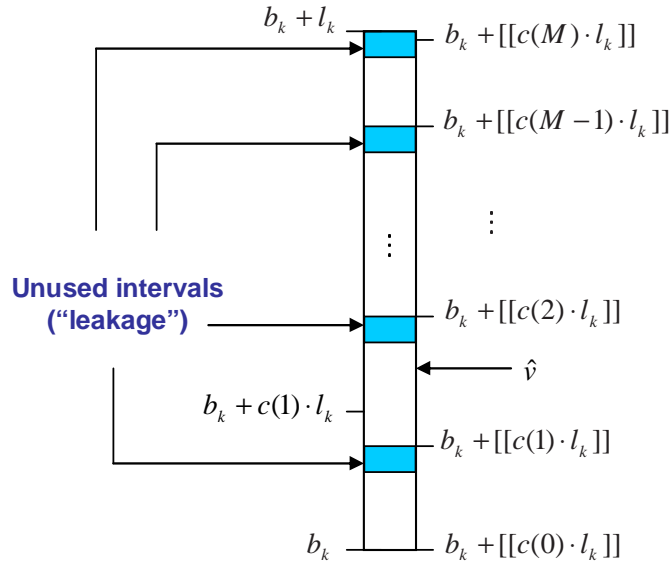 b_k + l_k
b_k + [[c(M) · l_k]]
b_k + [[c(M − 1) · l_k]]
⋮ ⋮
Unused intervals
(“leakage”)
b_k + [[c(2) · l_k]]
v̂
b_k + c(1) · l_k
b_k + [[c(1) · l_k]]
b_k
b_k + [[c(0) · l_k]]